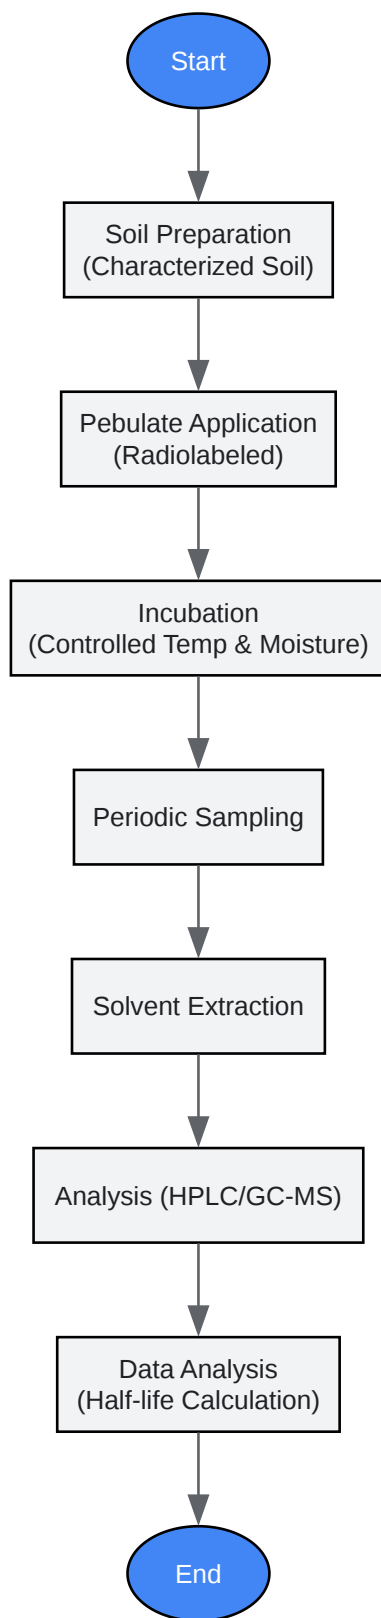 Start
Soil Preparation
(Characterized Soil)
Pebulate Application
(Radiolabeled)
Incubation
(Controlled Temp & Moisture)
Periodic Sampling
Solvent Extraction
Analysis (HPLC/GC-MS)
Data Analysis
(Half-life Calculation)
End